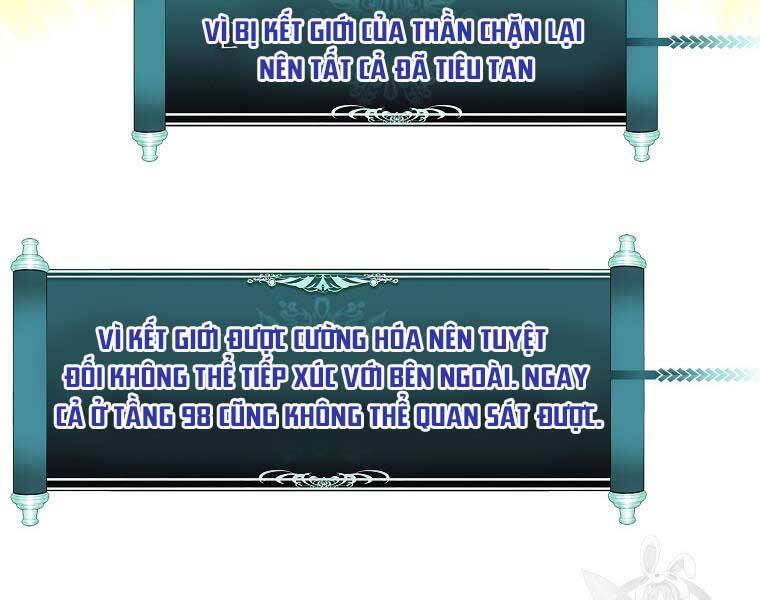 VÌ BỊ KẾT GIỚI CỦA THẦN CHẶN LẠI
NÊN TẤT CẢ ĐÃ TIÊU TAN
VÌ KẾT GIỚI ĐƯỢC CƯỜNG HÓA NÊN TUYỆT
ĐỐI KHÔNG THỂ TIẾP XÚC VỚI BÊN NGOÀI. NGAY
CẢ Ở TẦNG 98 CŨNG KHÔNG THỂ QUAN SÁT ĐƯỢC.